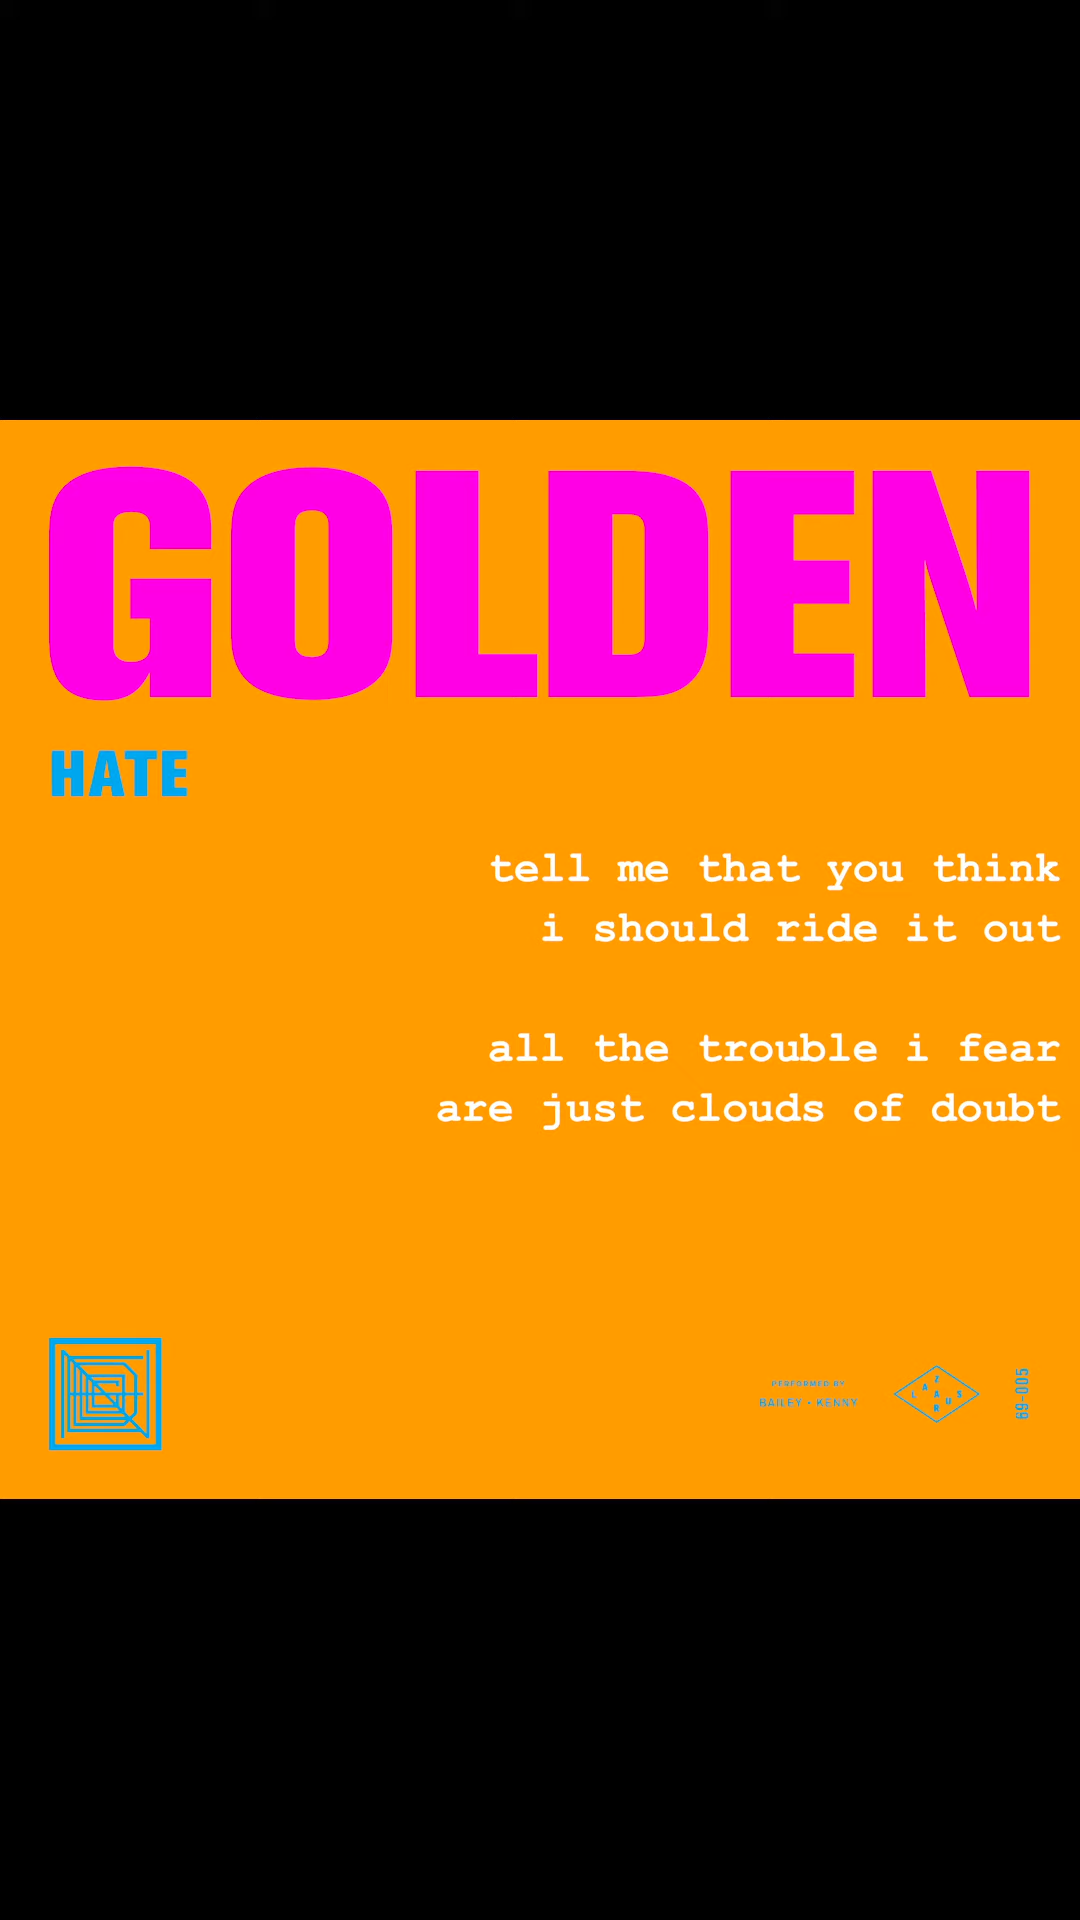 GOLDEN
HATE
tell me that you think
i should ride it out
all the trouble i fear
are just clouds of doubt
PERFORMED BY
BAILEY • KENNY
LAZARUS
69-005